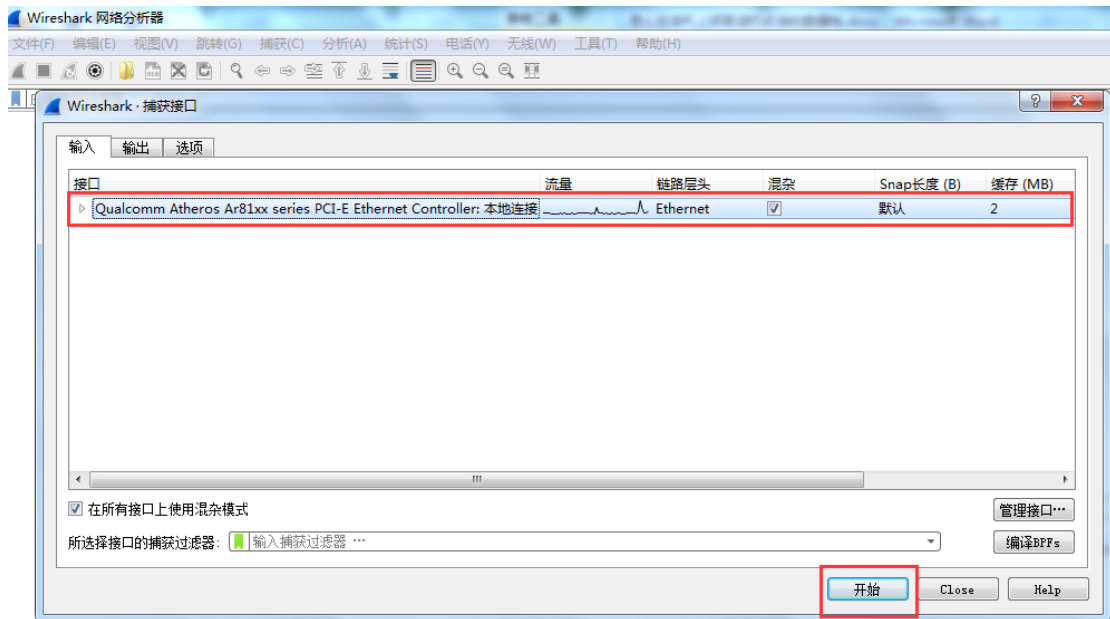 Wireshark 网络分析器
文件(F) 编辑(E) 视图(V) 跳转(G) 捕获(C) 分析(A) 统计(S) 电话(Y) 无线(W) 工具(T) 帮助(H)
Wireshark · 捕获接口
输入 输出 选项
接口 流量 链路层头 混杂 Snap长度 (B) 缓存 (MB)
Qualcomm Atheros Ar81xx series PCI-E Ethernet Controller: 本地连接 Ethernet 默认 2
在所有接口上使用混杂模式
管理接口…
所选择接口的捕获过滤器: 输入捕获过滤器 …
编译BPFs
开始 Close Help